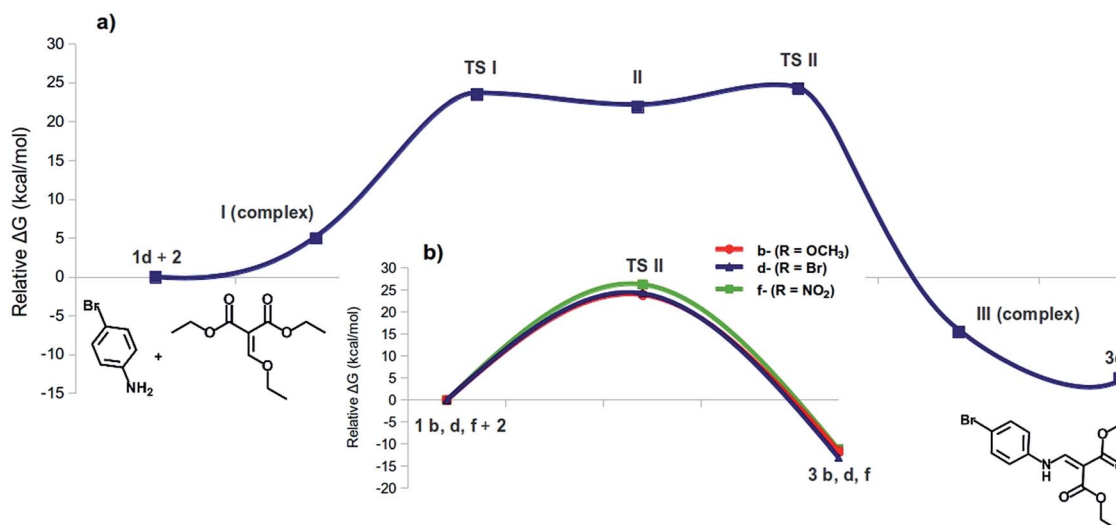 a)
Relative ΔG (kcal/mol)
30
25
20
15
10
5
0
-5
-10
-15
1d + 2
I (complex)
TS I
II
TS II
III (complex)
Br
NH₂
+
O
O
O
O
O
b)
b- (R = OCH₃)
d- (R = Br)
f- (R = NO₂)
Relative ΔG (kcal/mol)
30
25
20
15
10
5
0
-5
-10
-15
-20
TS II
1 b, d, f + 2
3 b, d, f
Br
N
H
O
O
O